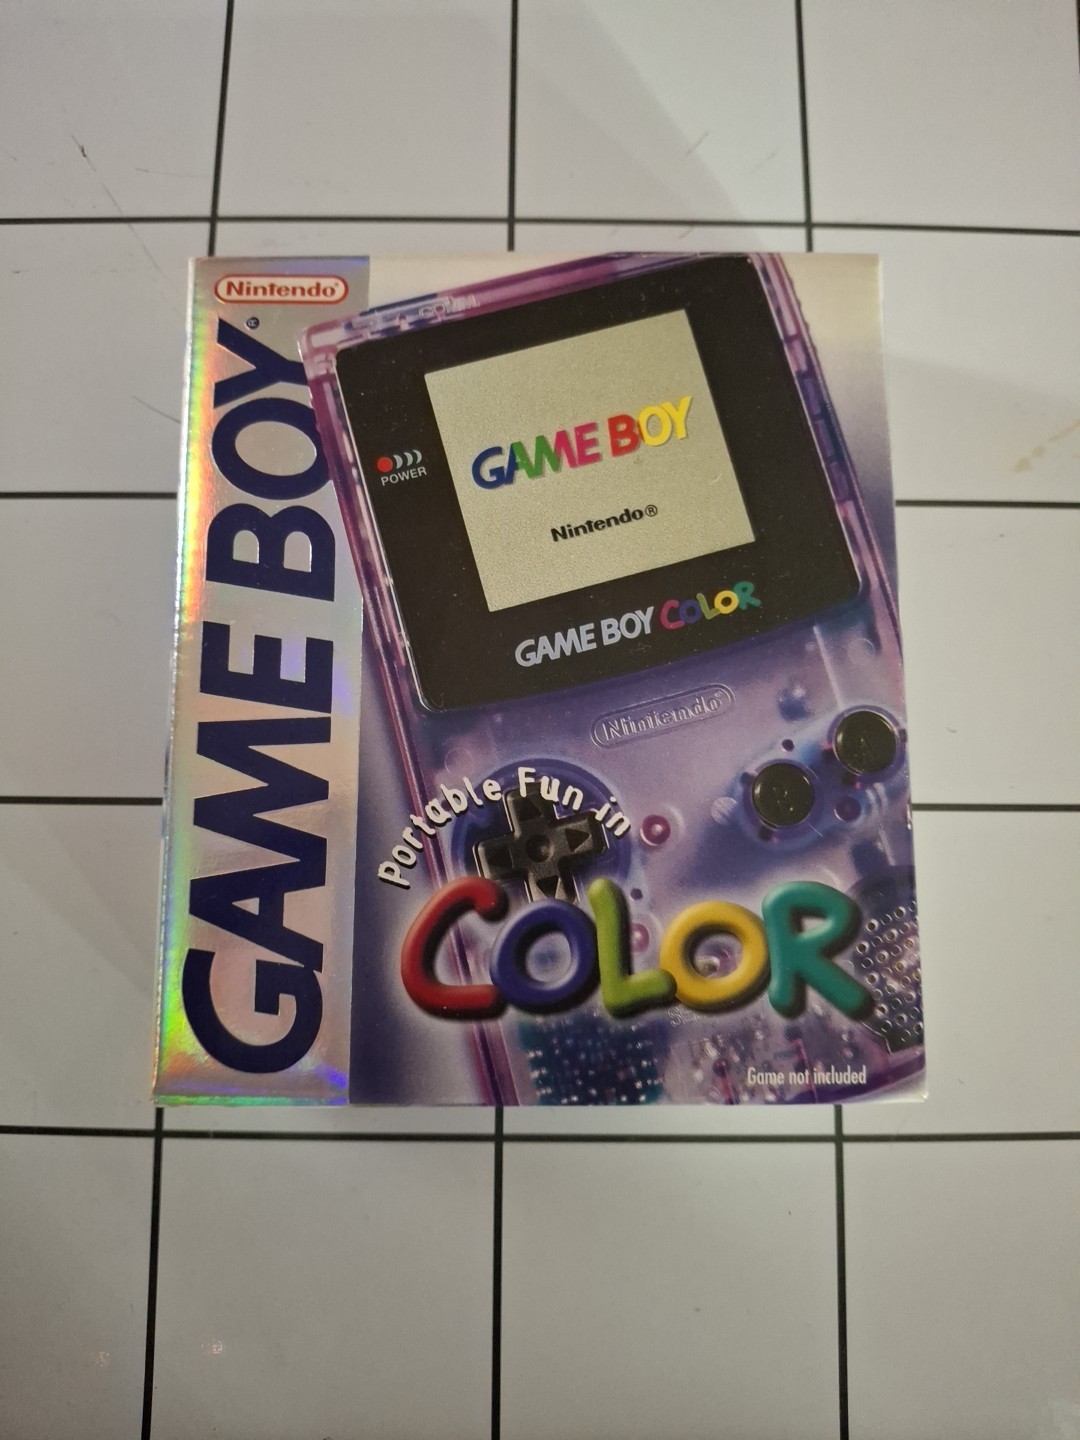 Nintendo®
GAME BOY®
POWER
GAME BOY
Nintendo®
GAME BOY COLOR
Nintendo®
A
B
Portable Fun in
COLOR
Game not included